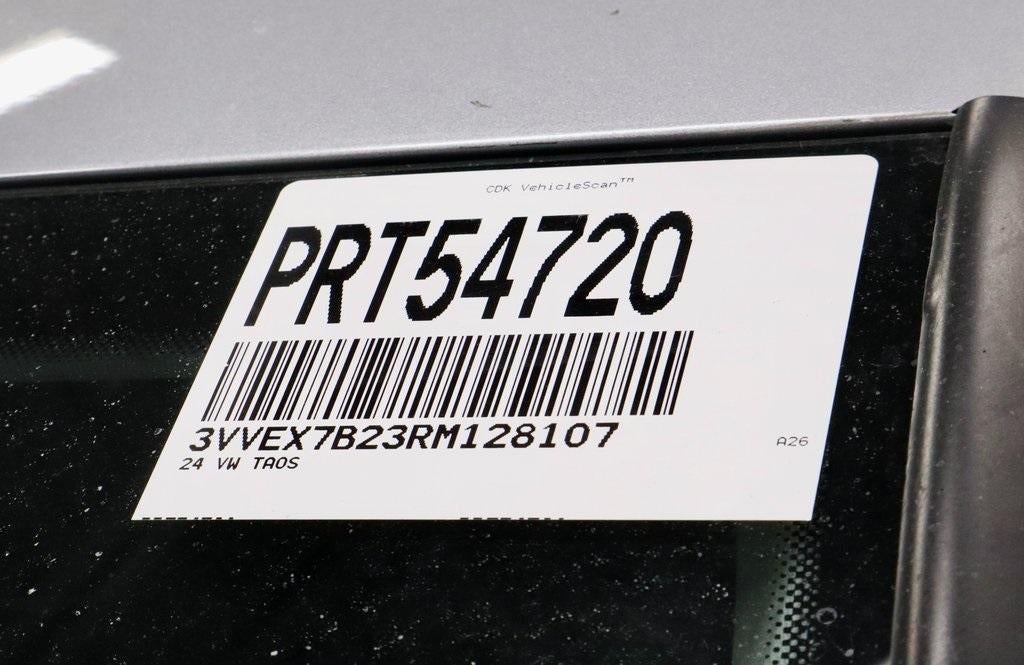 CDK VehicleScan™
PRT54720
3VVEX7B23RM128107
24 VW TAOS
A26